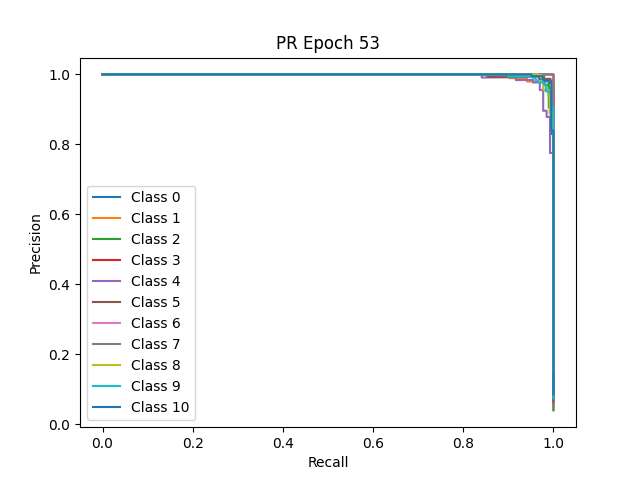 PR Epoch 53
1.0
0.8
0.6
0.4
0.2
0.0
Precision
Class 0
Class 1
Class 2
Class 3
Class 4
Class 5
Class 6
Class 7
Class 8
Class 9
Class 10
0.0 0.2 0.4 0.6 0.8 1.0
Recall